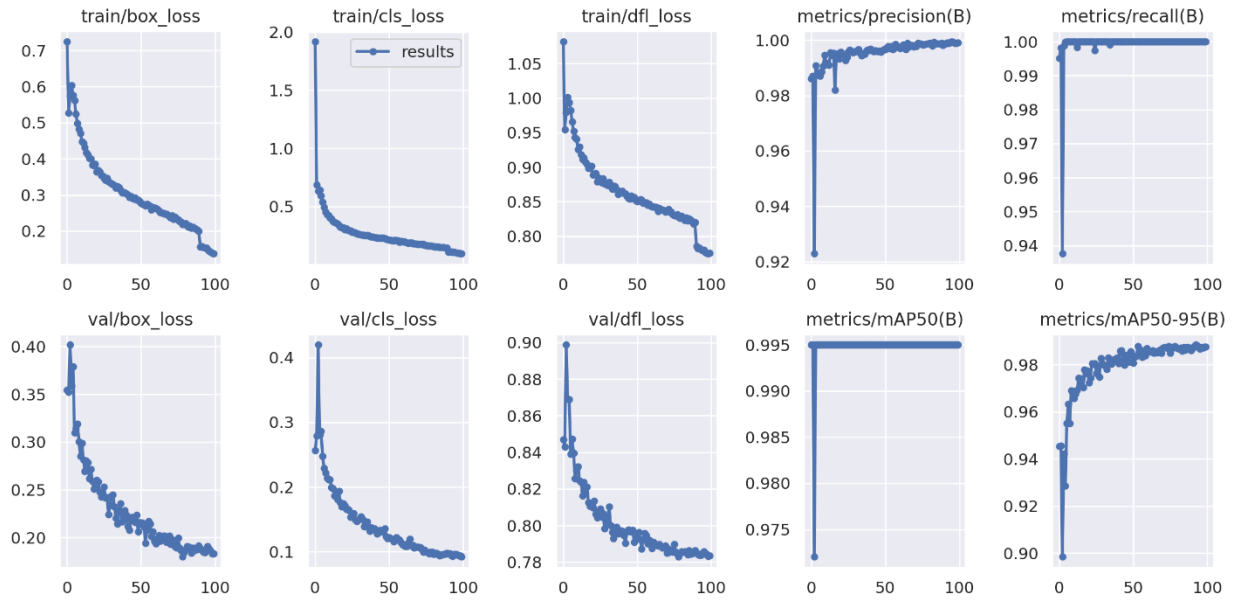 train/box_loss
0.7
0.6
0.5
0.4
0.3
0.2
0 50 100
train/cls_loss
2.0
1.5
1.0
0.5
results
0 50 100
train/dfl_loss
1.05
1.00
0.95
0.90
0.85
0.80
0 50 100
metrics/precision(B)
1.00
0.98
0.96
0.94
0.92
0 50 100
metrics/recall(B)
1.00
0.99
0.98
0.97
0.96
0.95
0.94
0 50 100
val/box_loss
0.40
0.35
0.30
0.25
0.20
0 50 100
val/cls_loss
0.4
0.3
0.2
0.1
0 50 100
val/dfl_loss
0.90
0.88
0.86
0.84
0.82
0.80
0.78
0 50 100
metrics/mAP50(B)
0.995
0.990
0.985
0.980
0.975
0 50 100
metrics/mAP50-95(B)
0.98
0.96
0.94
0.92
0.90
0 50 100